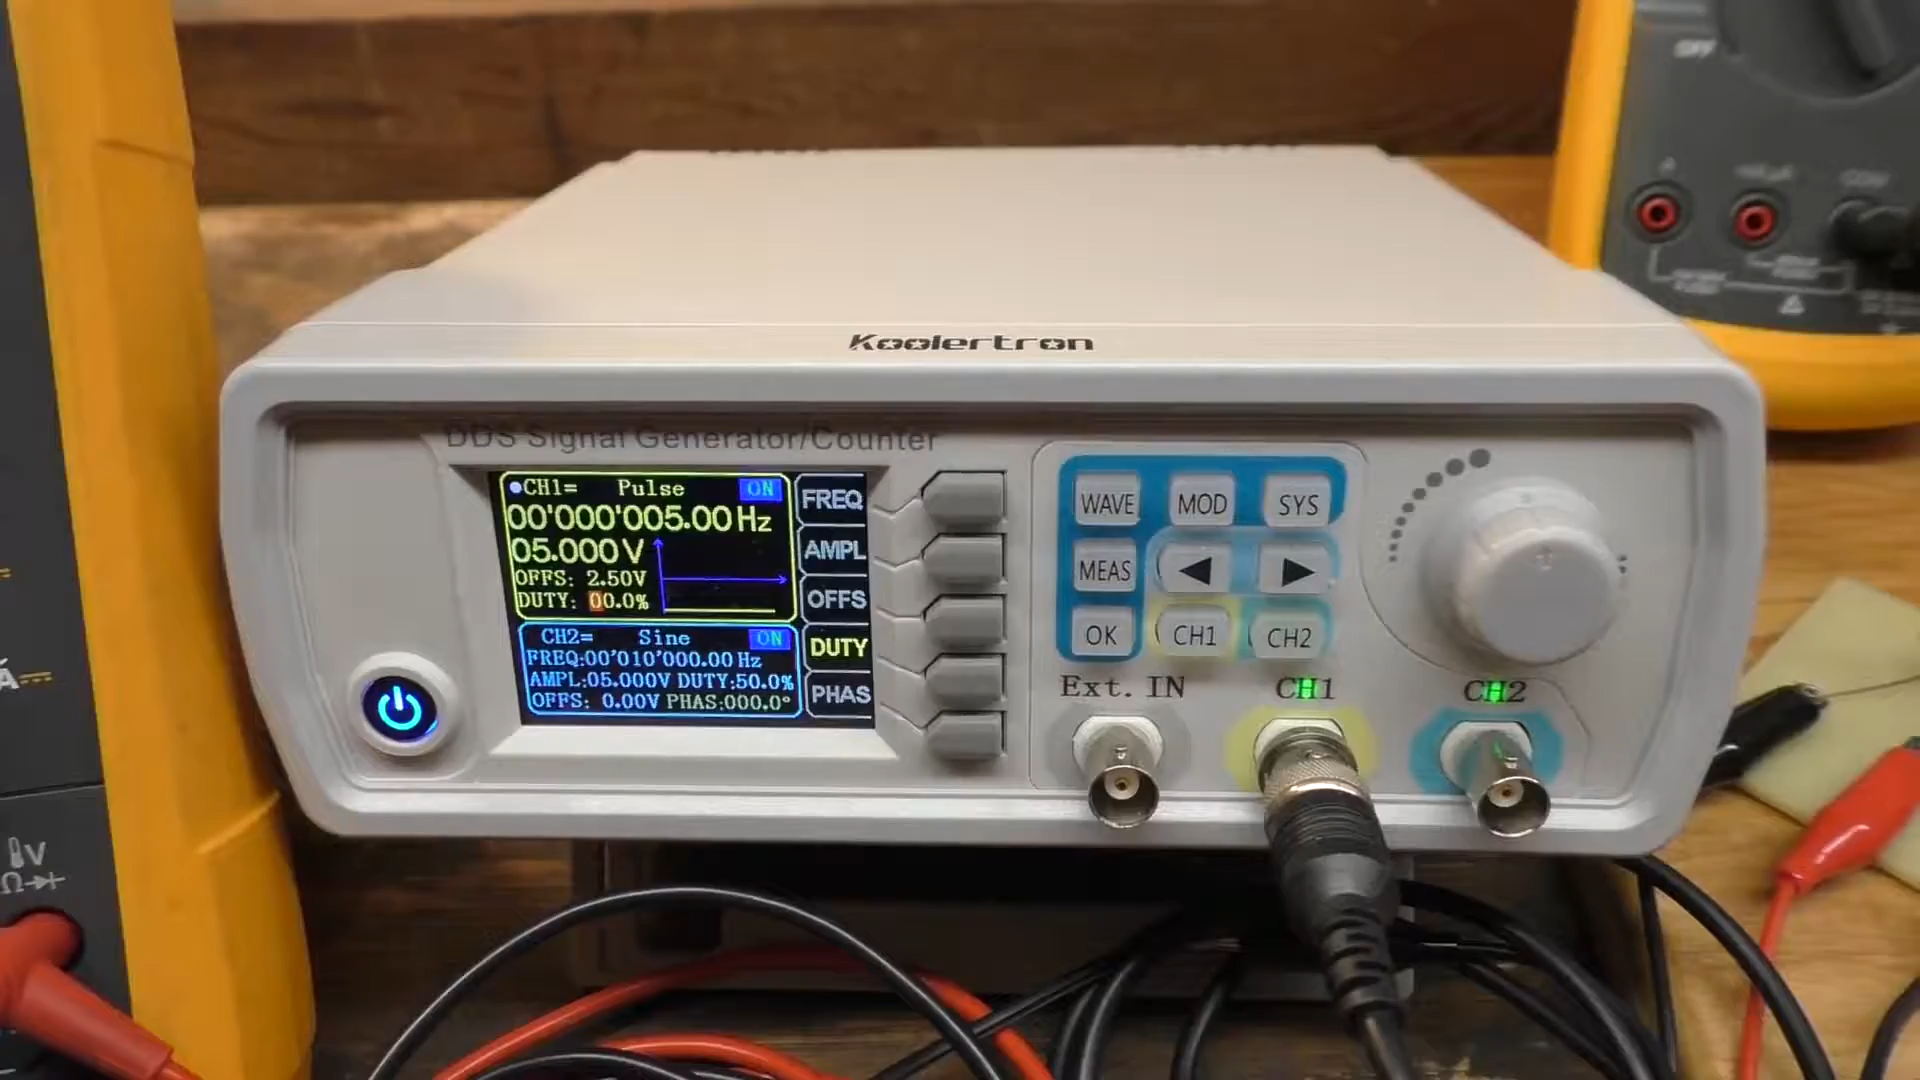 OFF
Koolertron
DDS Signal Generator/Counter
CH1= Pulse ON
00'000'005.00 Hz
05.000V
OFFS: 2.50V
DUTY: 00.0%
CH2= Sine ON
FREQ:00'010'000.00 Hz
AMPL:05.000V DUTY:50.0%
OFFS: 0.00V PHAS:000.0°
FREQ
AMPL
OFFS
DUTY
PHAS
WAVE MOD SYS
MEAS
OK CH1 CH2
Ext. IN CH1 CH2
A
COM
V
Ω